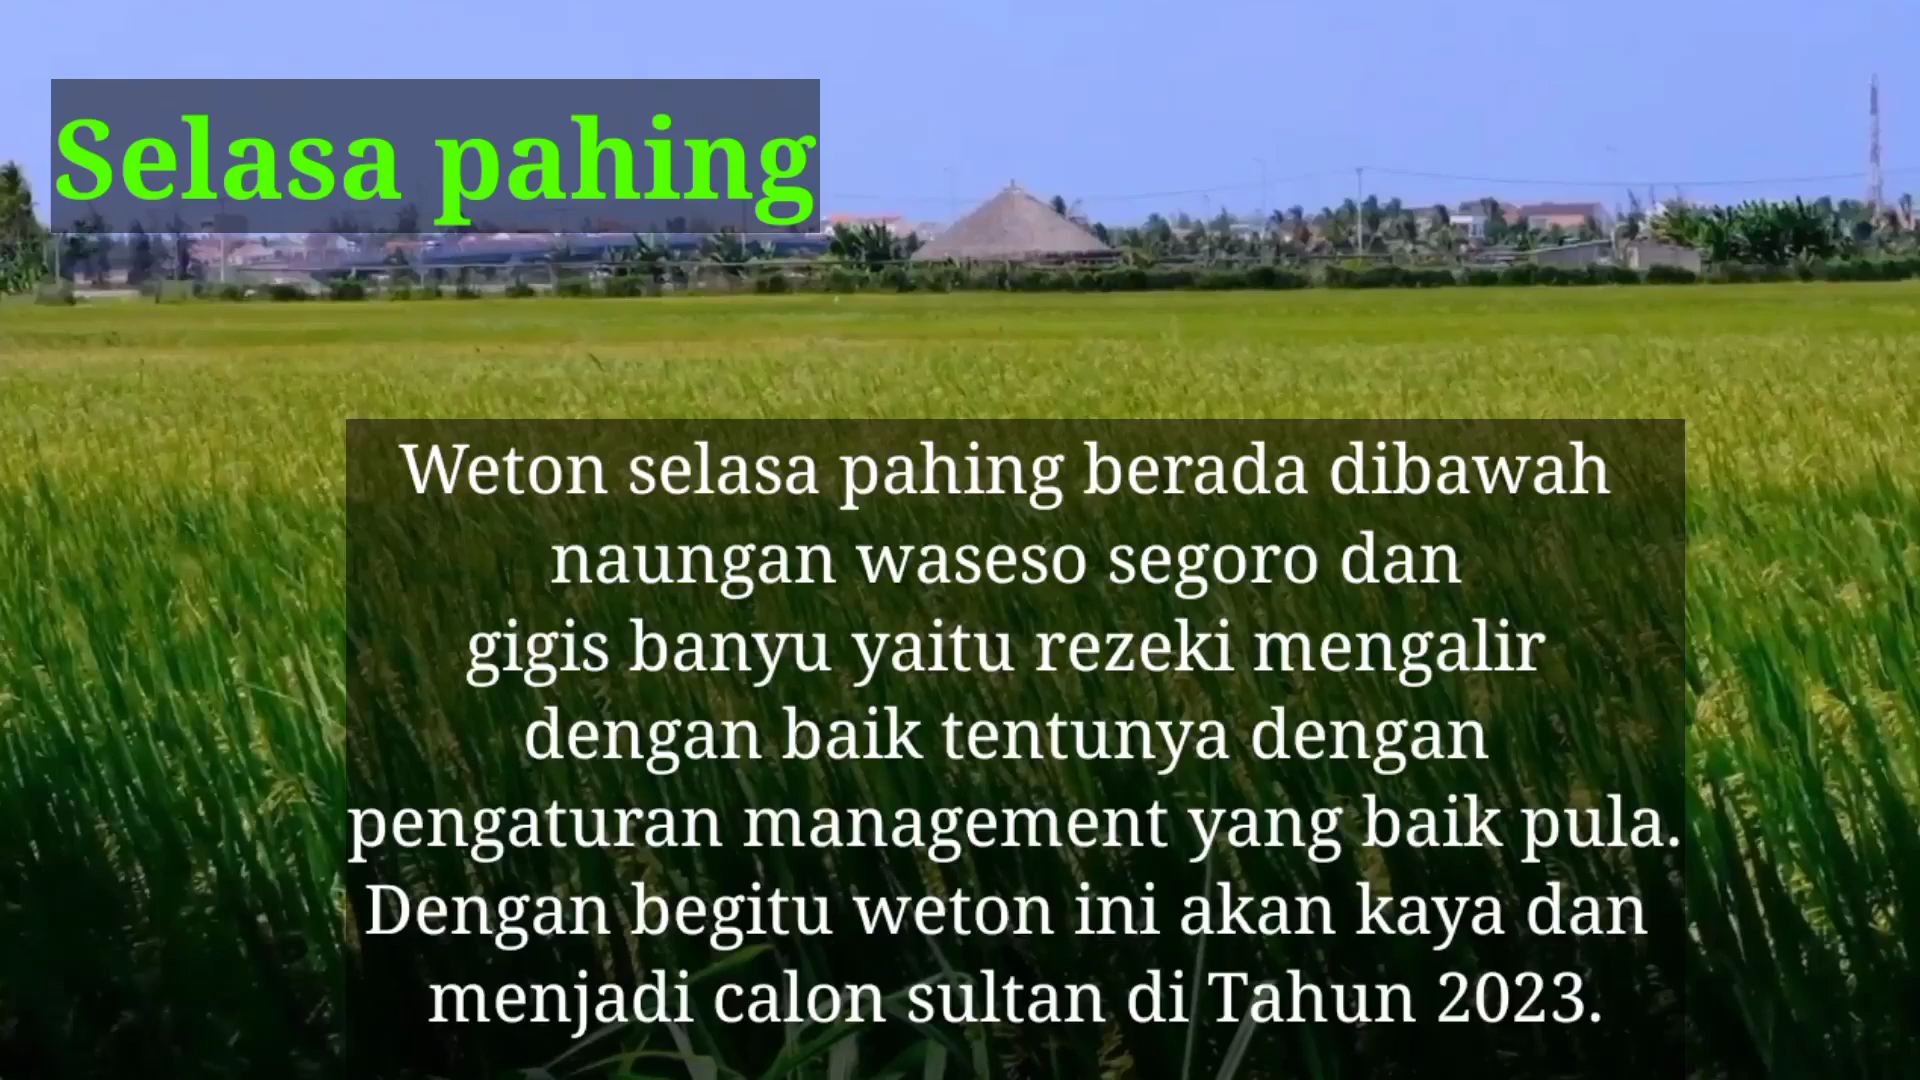 Selasa pahing
Weton selasa pahing berada dibawah
naungan waseso segoro dan
gigis banyu yaitu rezeki mengalir
dengan baik tentunya dengan
pengaturan management yang baik pula.
Dengan begitu weton ini akan kaya dan
menjadi calon sultan di Tahun 2023.